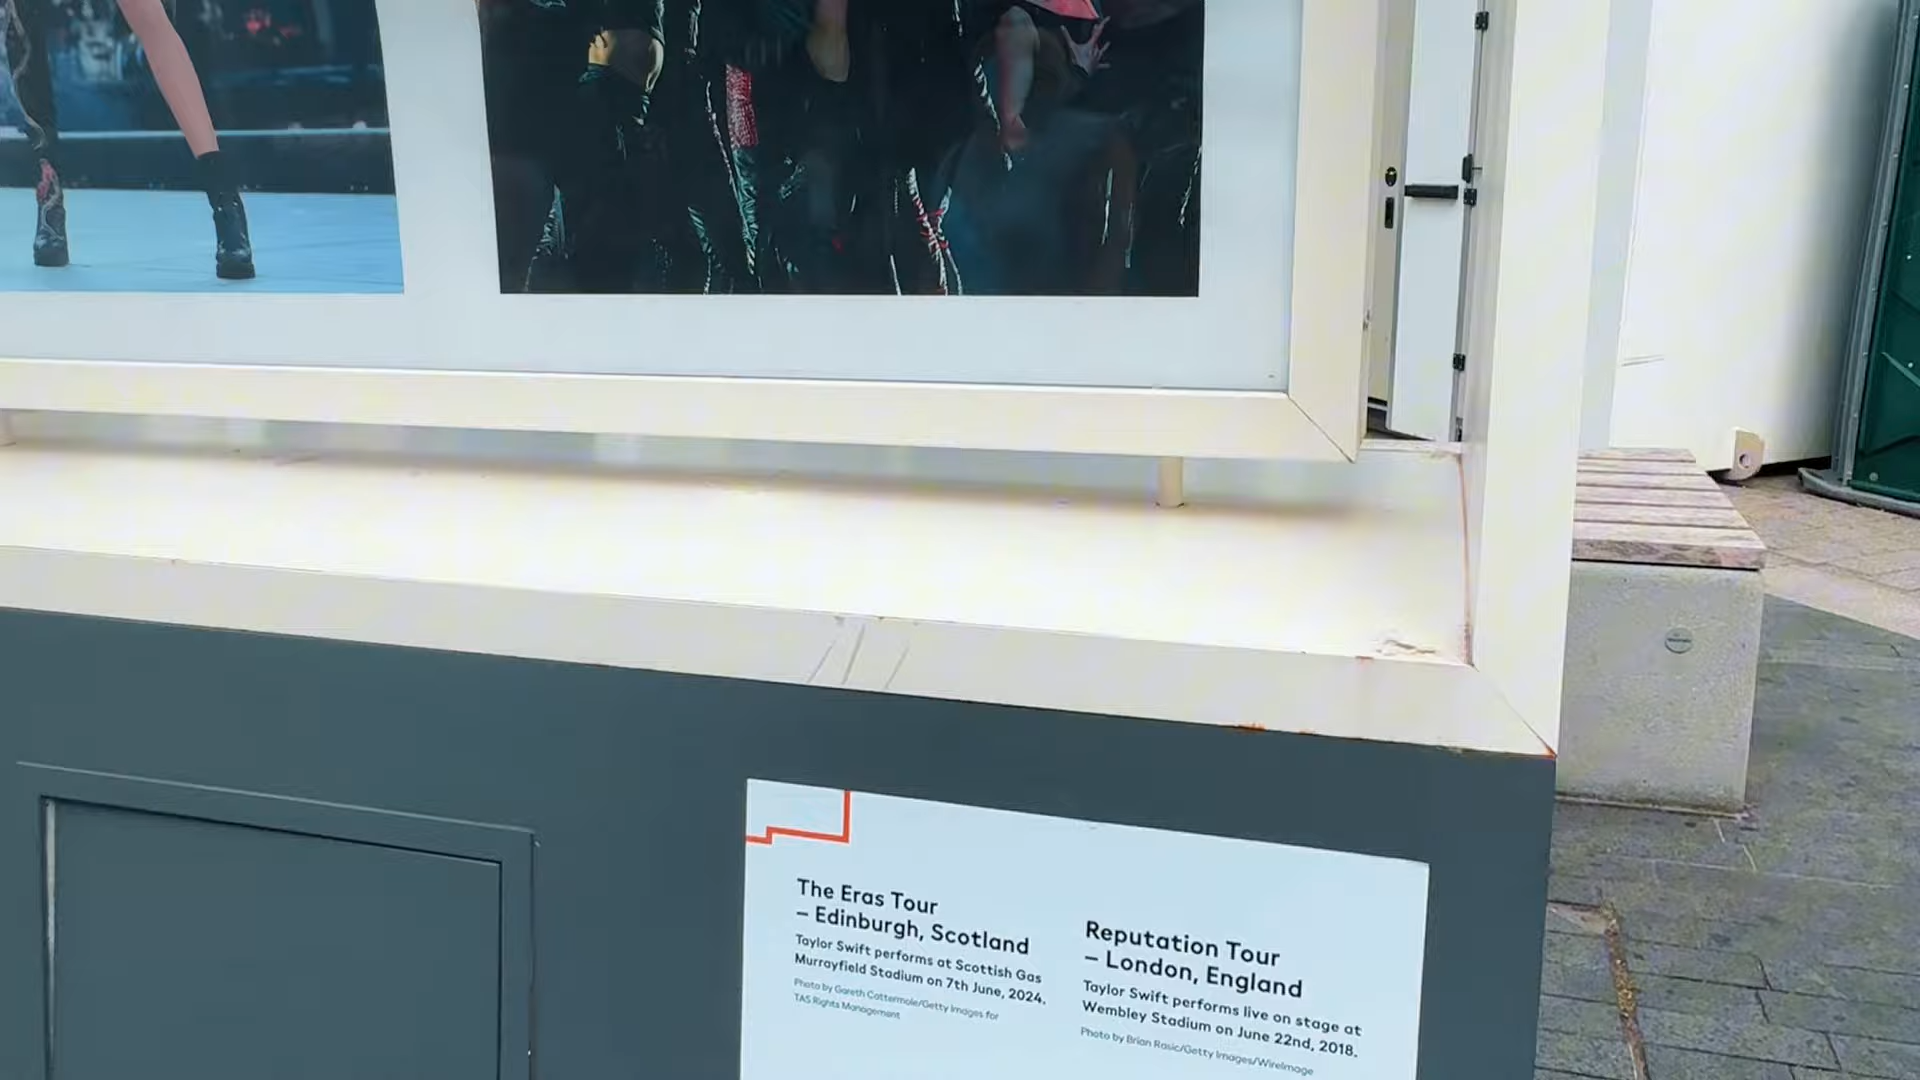 The Eras Tour
– Edinburgh, Scotland
Taylor Swift performs at Scottish Gas
Murrayfield Stadium on 7th June, 2024.
Photo by Gareth Cattermole/Getty Images for
TAS Rights Management
Reputation Tour
– London, England
Taylor Swift performs live on stage at
Wembley Stadium on June 22nd, 2018.
Photo by Brian Rasic/Getty Images/WireImage